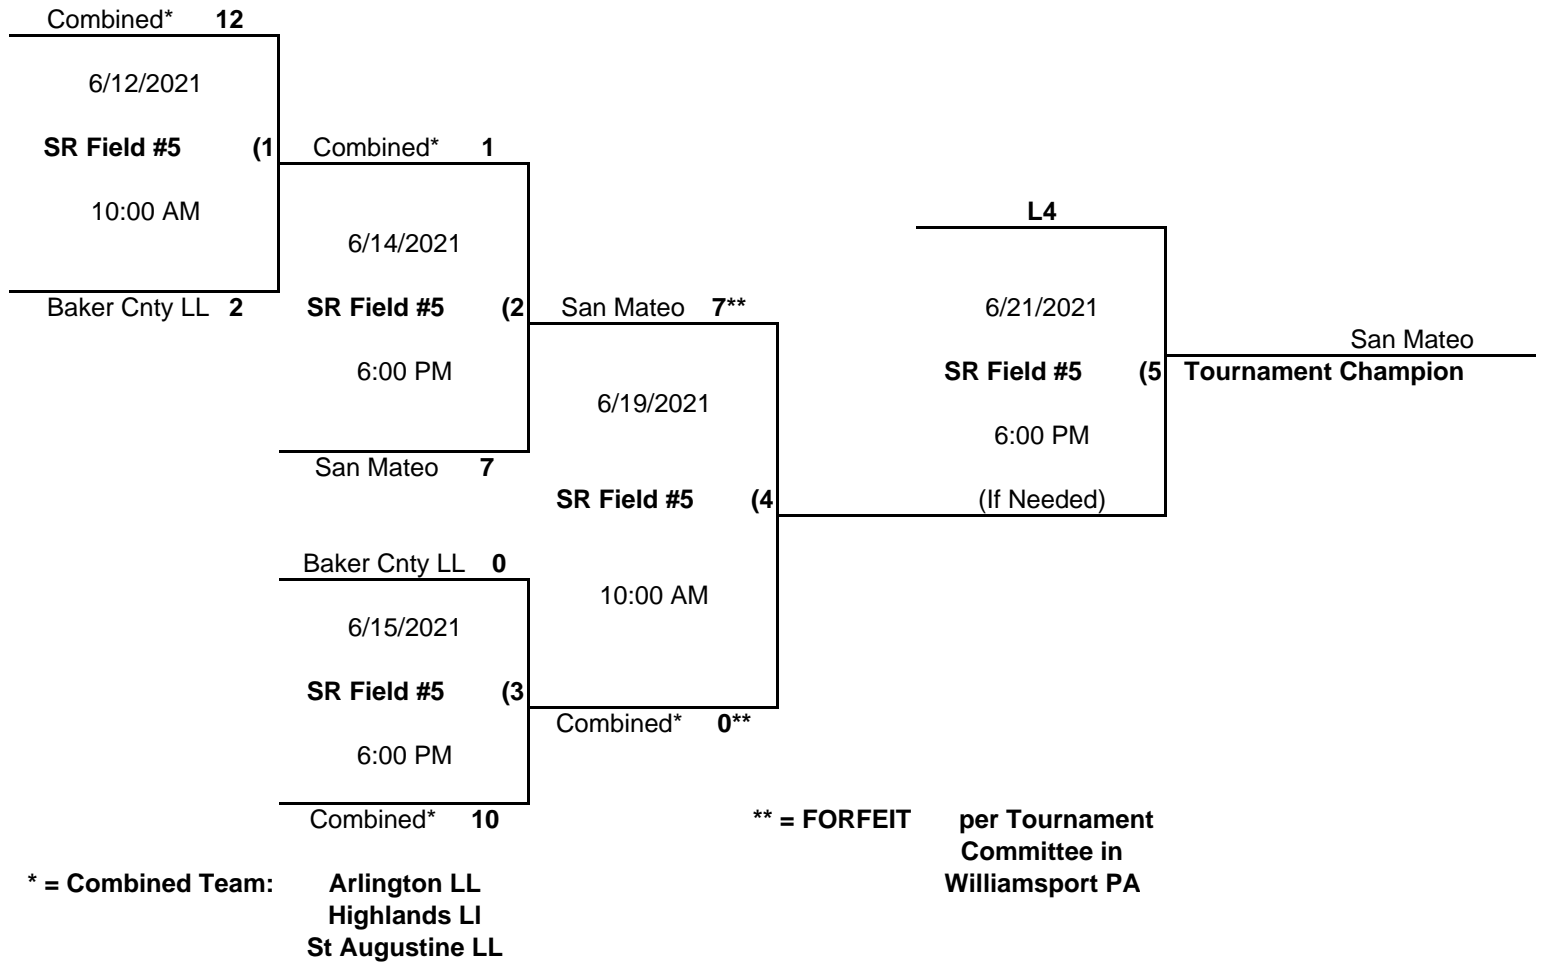 Combined* 12
6/12/2021
SR Field #5 (1
10:00 AM
Baker Cnty LL 2
Combined* 1
6/14/2021
SR Field #5 (2
6:00 PM
San Mateo 7
Baker Cnty LL 0
6/15/2021
SR Field #5 (3
6:00 PM
Combined* 10
San Mateo 7**
6/19/2021
SR Field #5 (4
10:00 AM
Combined* 0**
L4
6/21/2021
SR Field #5 (5
6:00 PM
(If Needed)
San Mateo
Tournament Champion
** = FORFEIT per Tournament
Committee in
Williamsport PA
* = Combined Team: Arlington LL
Highlands LI
St Augustine LL